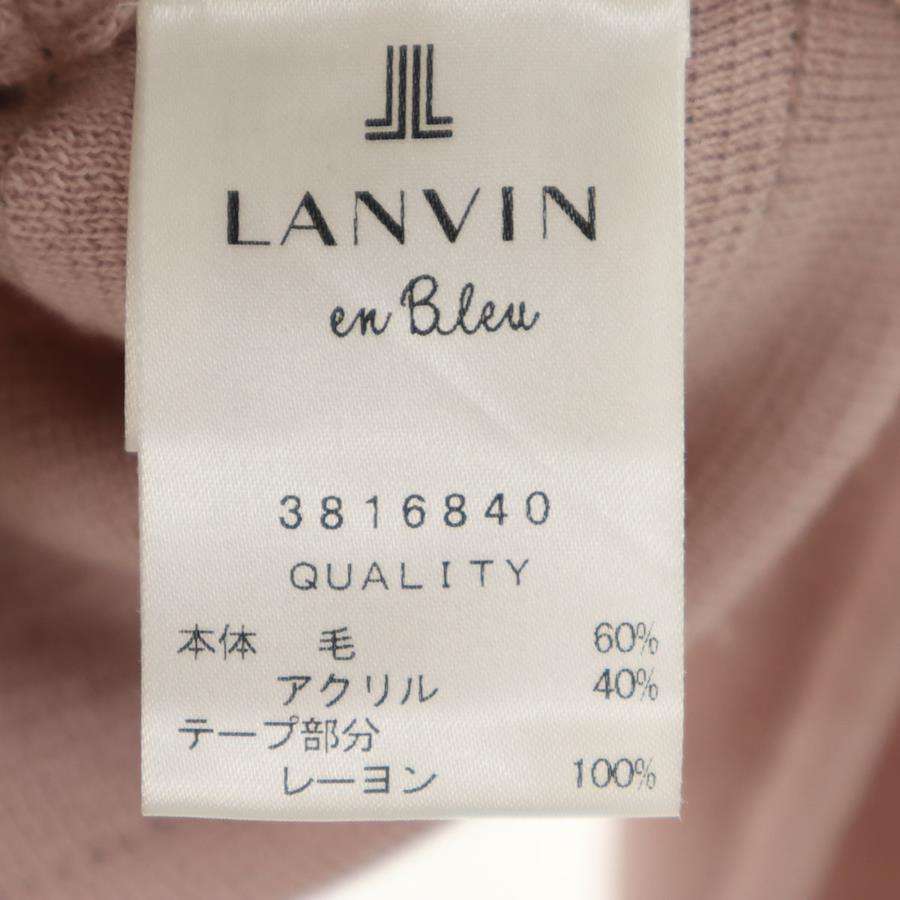 JL
LANVIN
en Bleu
3816840
QUALITY
本体 毛 60%
アクリル 40%
テープ部分
レーヨン 100%